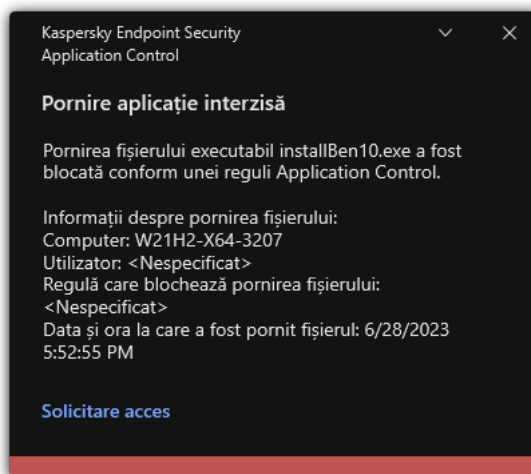 Kaspersky Endpoint Security
Application Control
Pornire aplicație interzisă
Pornirea fișierului executabil installBen10.exe a fost
blocată conform unei reguli Application Control.
Informații despre pornirea fișierului:
Computer: W21H2-X64-3207
Utilizator: <Nespecificat>
Regulă care blochează pornirea fișierului:
<Nespecificat>
Data și ora la care a fost pornit fișierul: 6/28/2023
5:52:55 PM
Solicitare acces